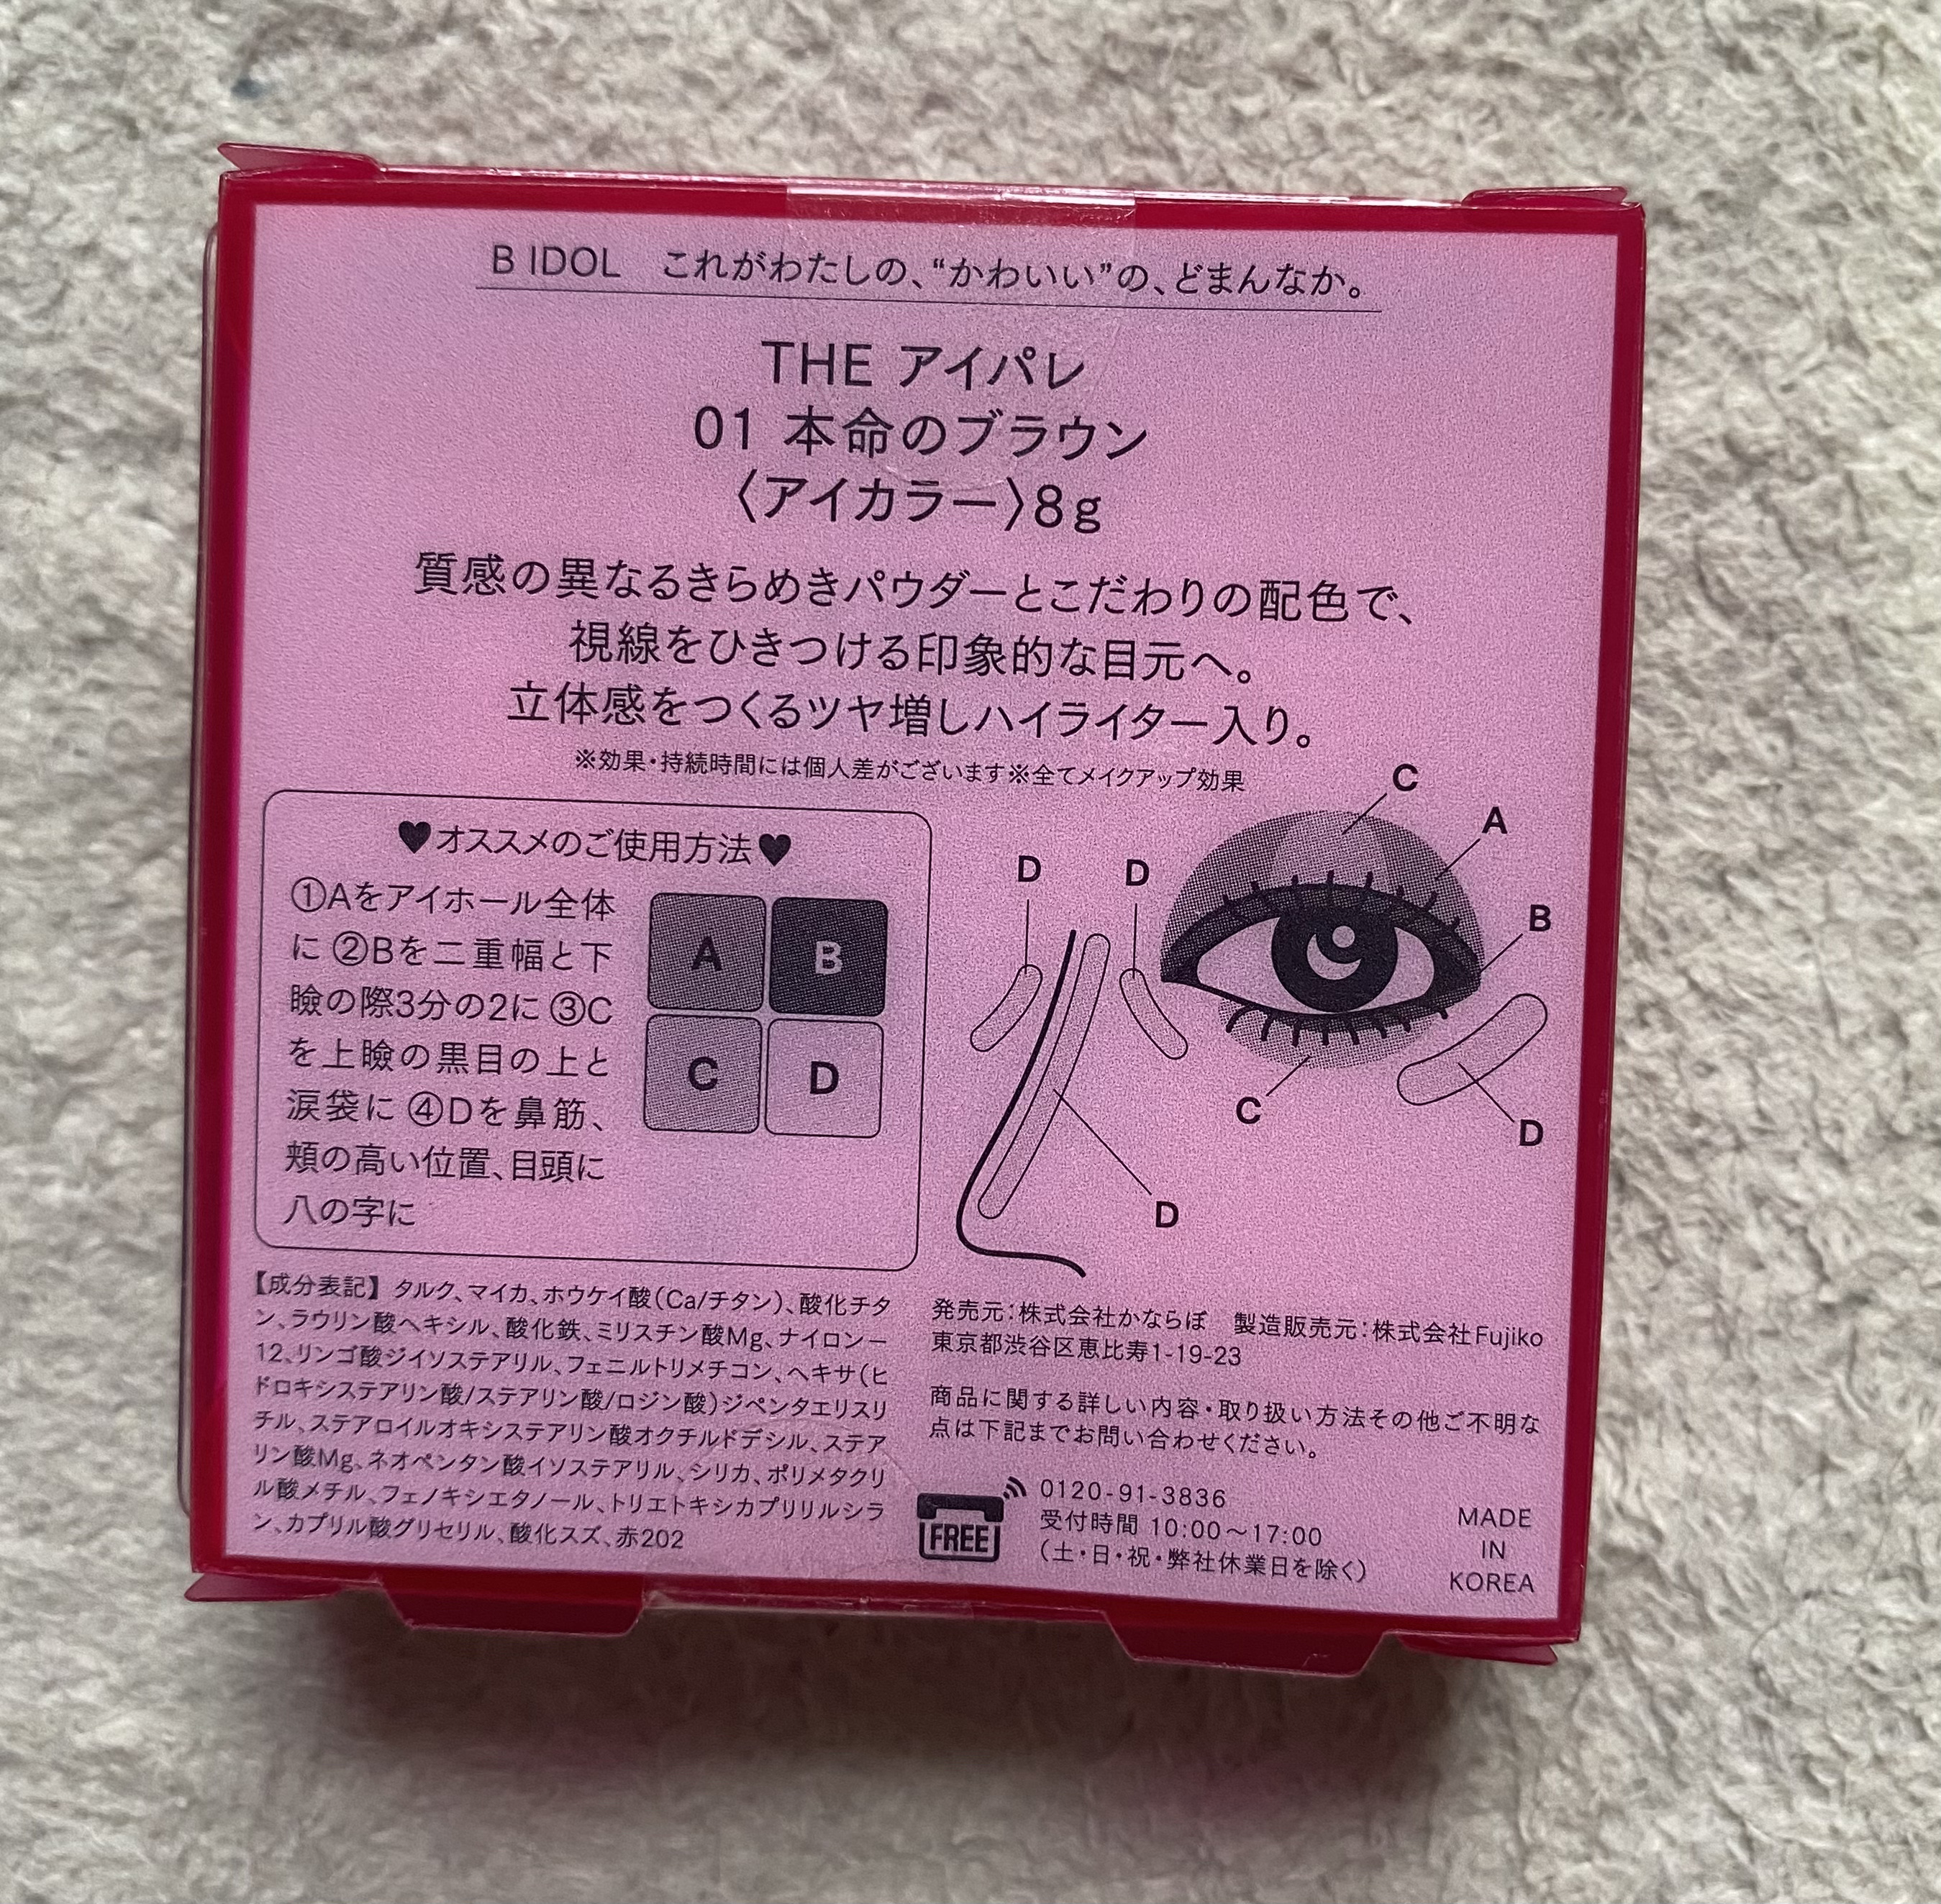 B IDOL　これがわたしの、“かわいい”の、どまんなか。
THE アイパレ
01 本命のブラウン
〈アイカラー〉8g
質感の異なるきらめきパウダーとこだわりの配色で、
視線をひきつける印象的な目元へ。
立体感をつくるツヤ増しハイライター入り。
※効果・持続時間には個人差がございます※全てメイクアップ効果
♥オススメのご使用方法♥
①Aをアイホール全体
に ②Bを二重幅と下
瞼の際3分の2に ③C
を上瞼の黒目の上と
涙袋に ④Dを鼻筋、
頬の高い位置、目頭に
八の字に
A B
C D
C
A
D D
B
C
D
D
【成分表記】タルク、マイカ、ホウケイ酸(Ca/チタン)、酸化チタ
ン、ラウリン酸ヘキシル、酸化鉄、ミリスチン酸Mg、ナイロンー
12、リンゴ酸ジイソステアリル、フェニルトリメチコン、ヘキサ(ヒ
ドロキシステアリン酸/ステアリン酸/ロジン酸)ジペンタエリスリ
チル、ステアロイルオキシステアリン酸オクチルドデシル、ステア
リン酸Mg、ネオペンタン酸イソステアリル、シリカ、ポリメタクリ
ル酸メチル、フェノキシエタノール、トリエトキシカプリリルシラ
ン、カプリル酸グリセリル、酸化スズ、赤202
発売元：株式会社かならぼ　製造販売元：株式会社Fujiko
東京都渋谷区恵比寿1-19-23
商品に関する詳しい内容・取り扱い方法その他ご不明な
点は下記までお問い合わせください。
FREE
0120-91-3836
受付時間 10:00～17:00
(土・日・祝・弊社休業日を除く)
MADE
IN
KOREA